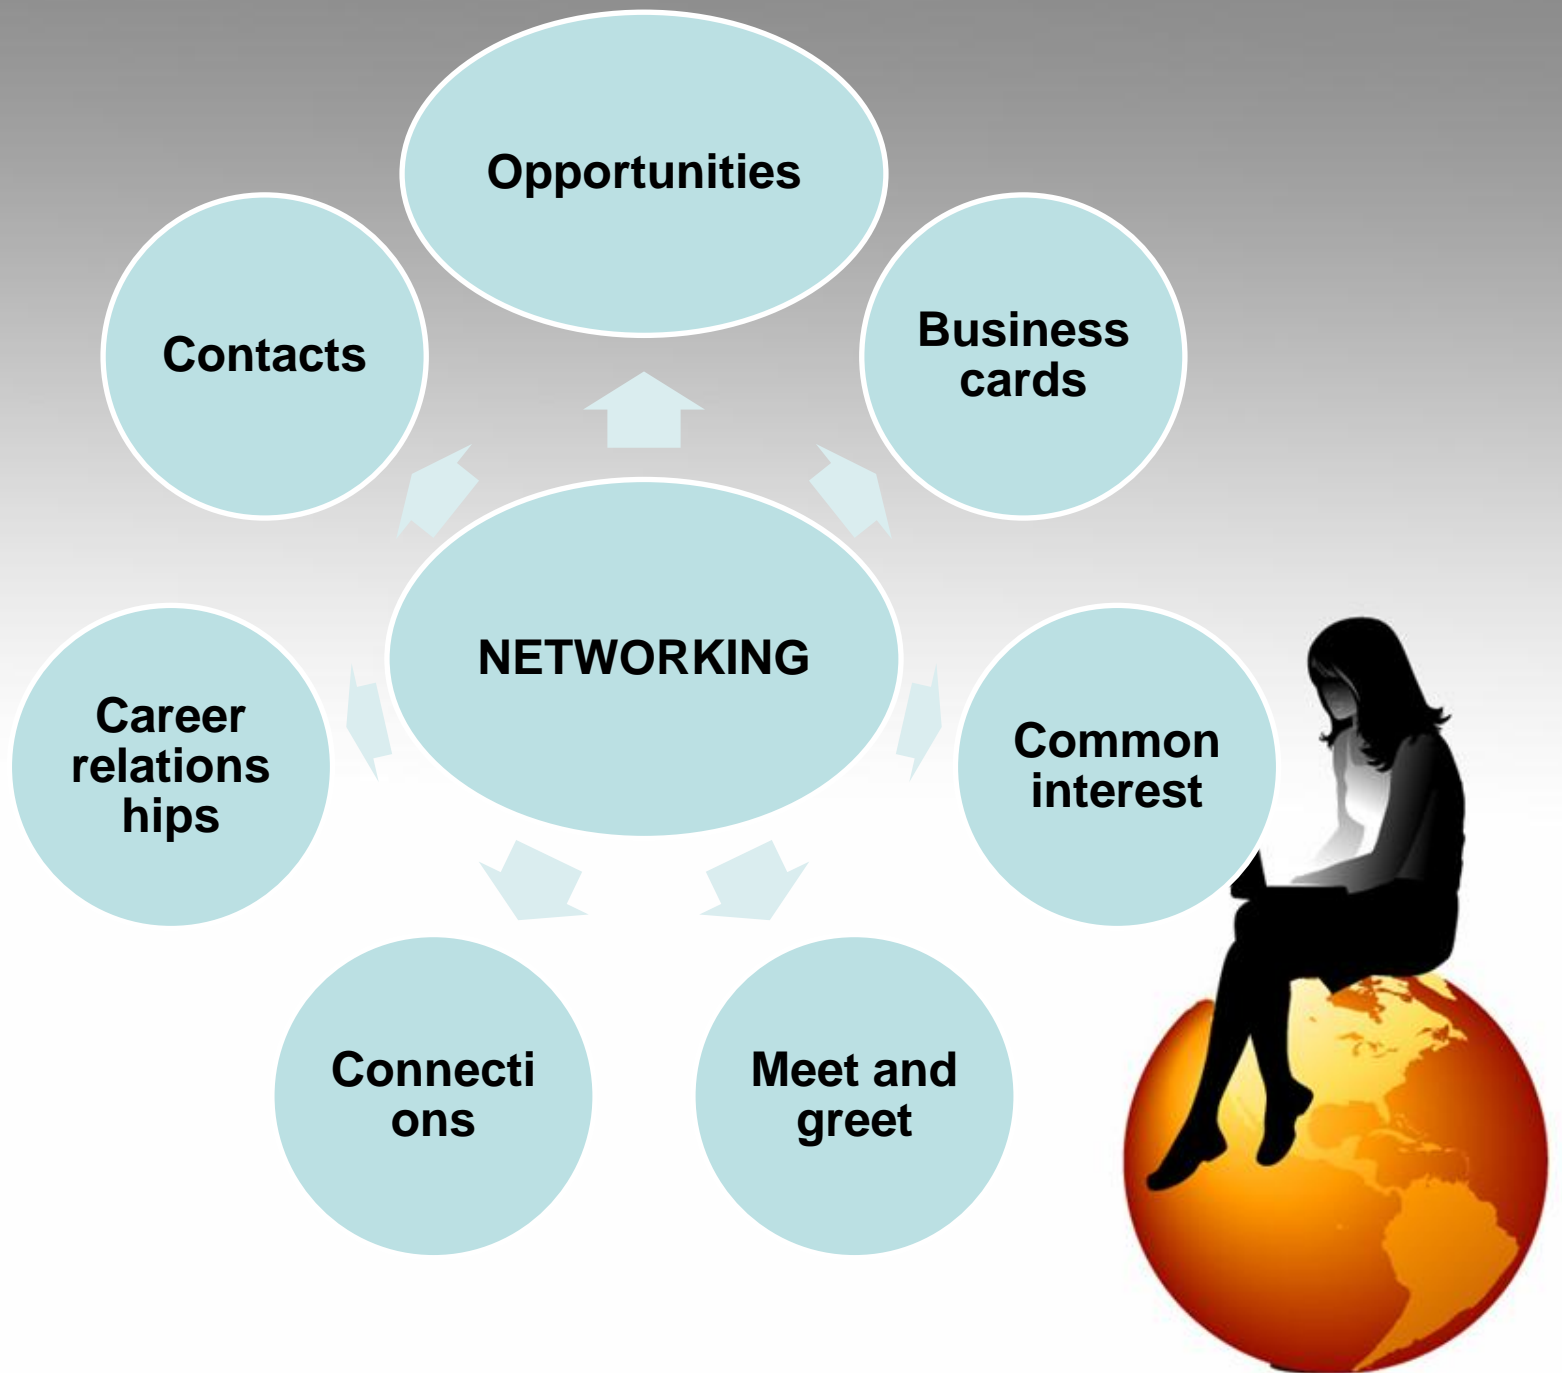 Opportunities
Contacts
Business
cards
NETWORKING
Career
relations
hips
Common
interest
Connecti
ons
Meet and
greet